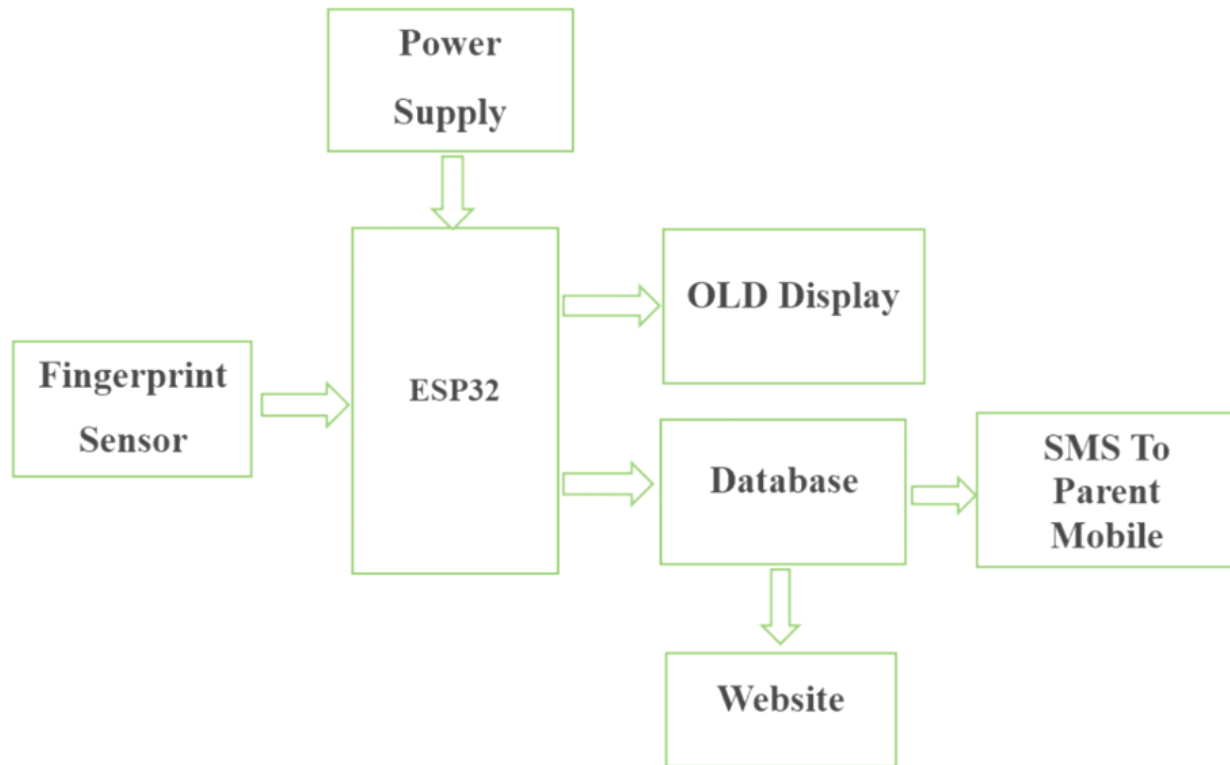 Power
Supply
OLD Display
Fingerprint
Sensor
ESP32
Database
SMS To
Parent
Mobile
Website